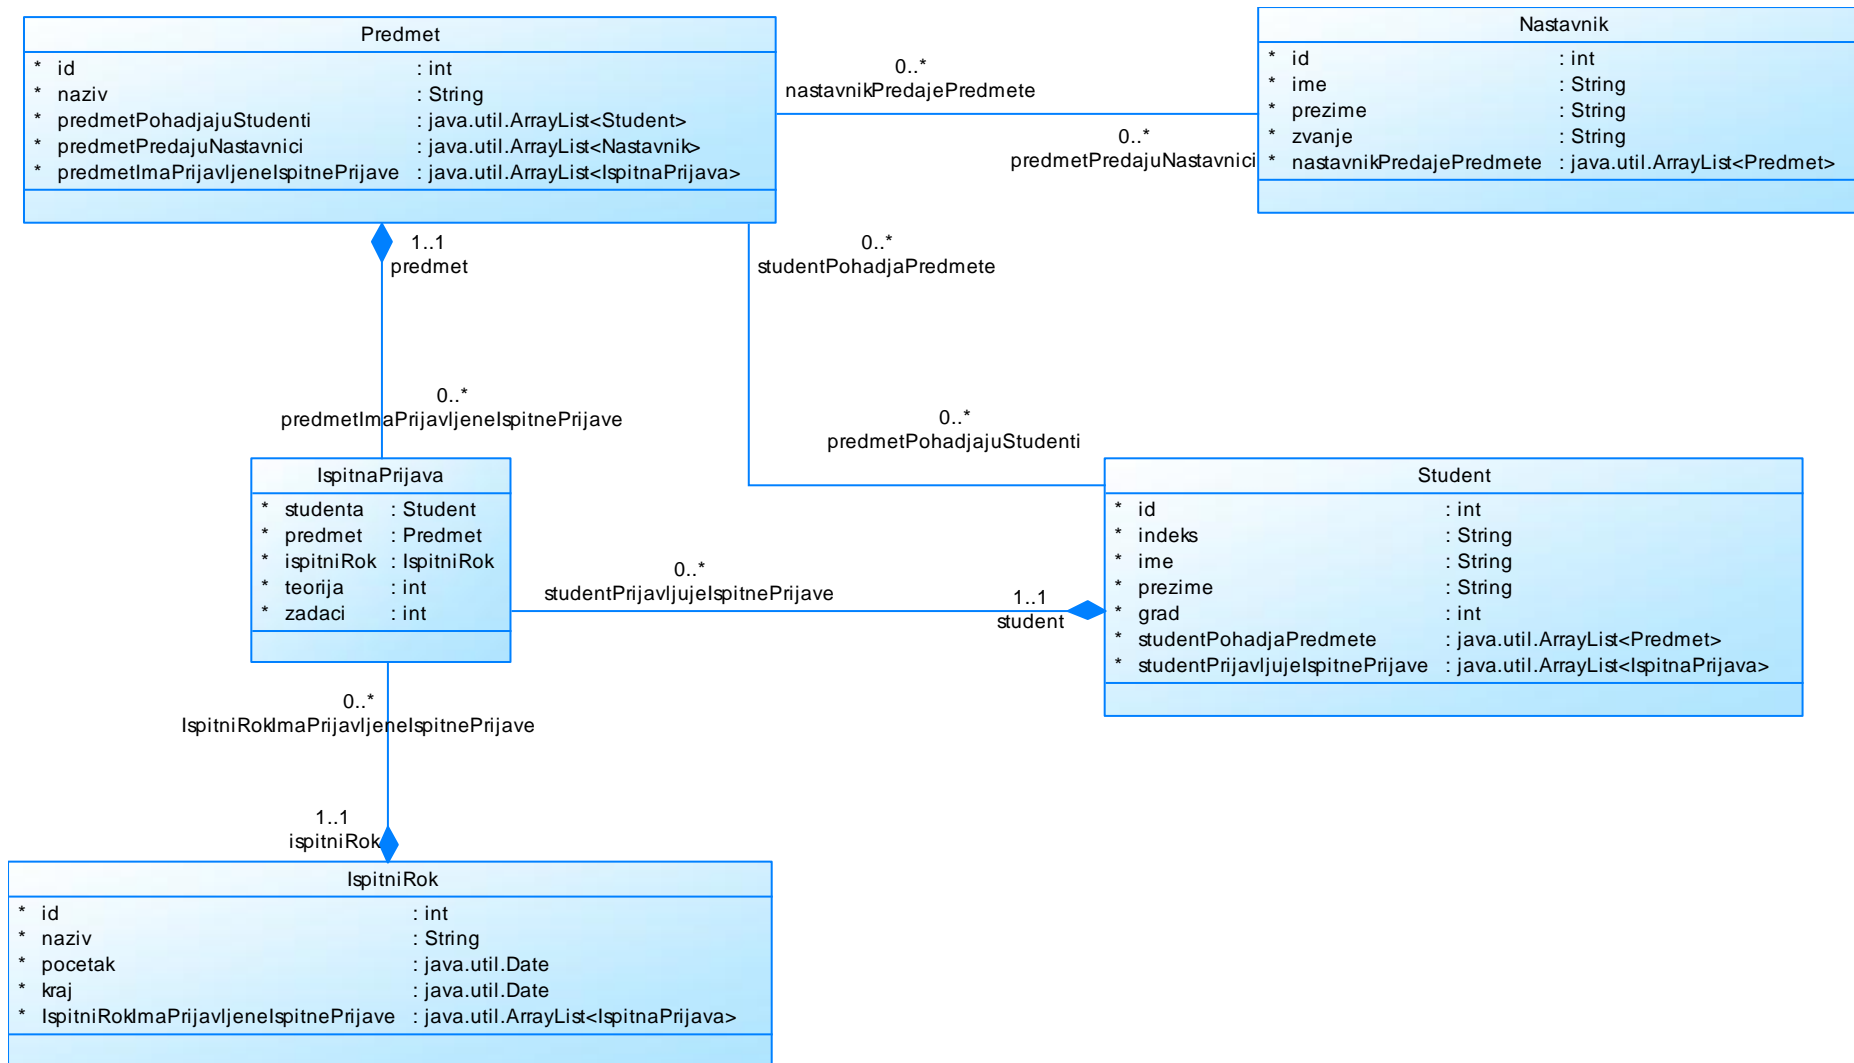 Predmet
* id : int
* naziv : String
* predmetPohadjajuStudenti : java.util.ArrayList<Student>
* predmetPredajuNastavnici : java.util.ArrayList<Nastavnik>
* predmetImaPrijavljeneIspitnePrijave : java.util.ArrayList<IspitnaPrijava>
Nastavnik
* id : int
* ime : String
* prezime : String
* zvanje : String
* nastavnikPredajePredmete : java.util.ArrayList<Predmet>
0..*
nastavnikPredajePredmete
0..*
predmetPredajuNastavnici
1..1
predmet
0..*
studentPohadjaPredmete
0..*
predmetImaPrijavljeneIspitnePrijave
0..*
predmetPohadjajuStudenti
IspitnaPrijava
* studenta : Student
* predmet : Predmet
* ispitniRok : IspitniRok
* teorija : int
* zadaci : int
0..*
studentPrijavljujeIspitnePrijave
1..1
student
Student
* id : int
* indeks : String
* ime : String
* prezime : String
* grad : int
* studentPohadjaPredmete : java.util.ArrayList<Predmet>
* studentPrijavljujeIspitnePrijave : java.util.ArrayList<IspitnaPrijava>
0..*
IspitniRokImaPrijavljeneIspitnePrijave
1..1
ispitniRok
IspitniRok
* id : int
* naziv : String
* pocetak : java.util.Date
* kraj : java.util.Date
* IspitniRokImaPrijavljeneIspitnePrijave : java.util.ArrayList<IspitnaPrijava>